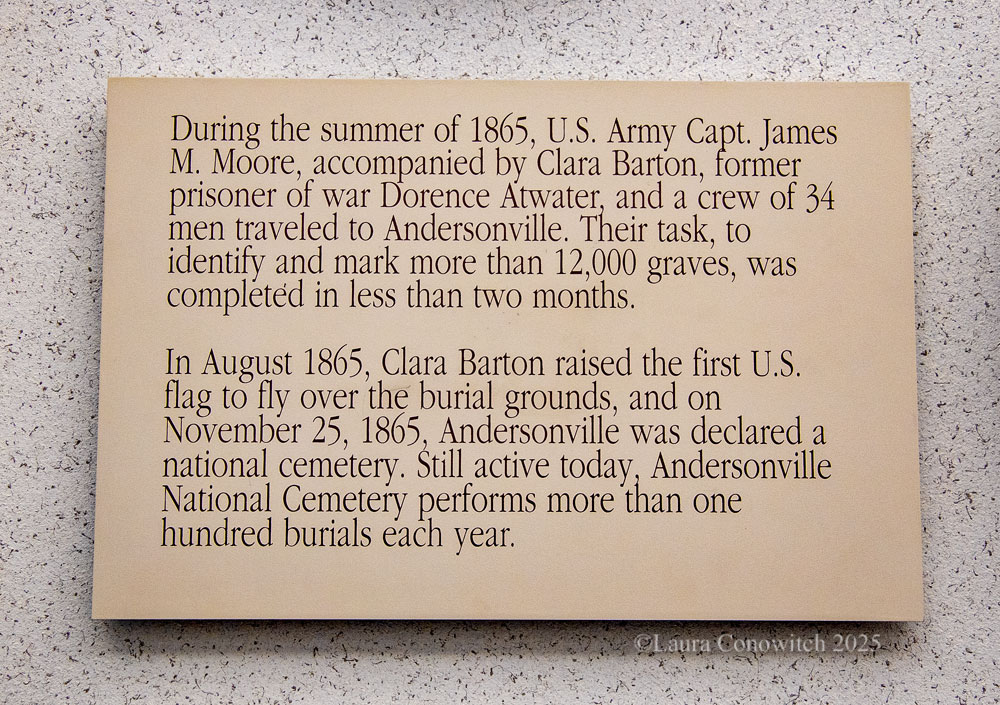 During the summer of 1865, U.S. Army Capt. James
M. Moore, accompanied by Clara Barton, former
prisoner of war Dorence Atwater, and a crew of 34
men traveled to Andersonville. Their task, to
identify and mark more than 12,000 graves, was
completed in less than two months.
In August 1865, Clara Barton raised the first U.S.
flag to fly over the burial grounds, and on
November 25, 1865, Andersonville was declared a
national cemetery. Still active today, Andersonville
National Cemetery performs more than one
hundred burials each year.
©Laura Conowitch 2025